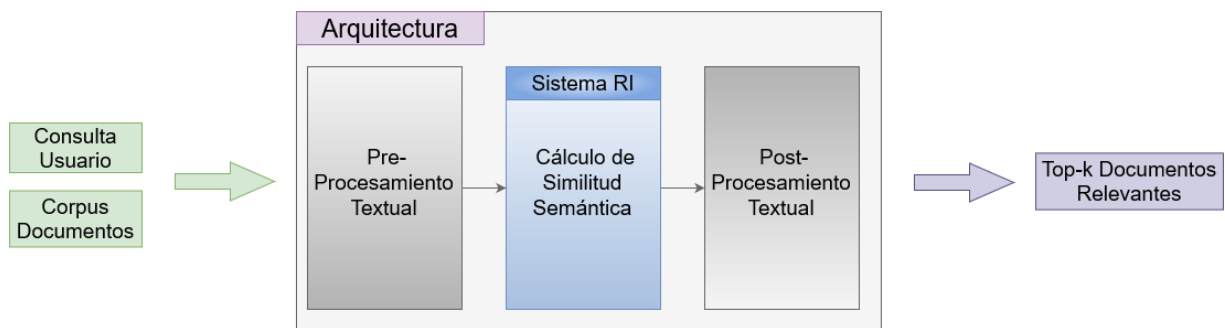 Arquitectura
Consulta
Usuario
Corpus
Documentos
Pre-
Procesamiento
Textual
Sistema RI
Cálculo de
Similitud
Semántica
Post-
Procesamiento
Textual
Top-k Documentos
Relevantes